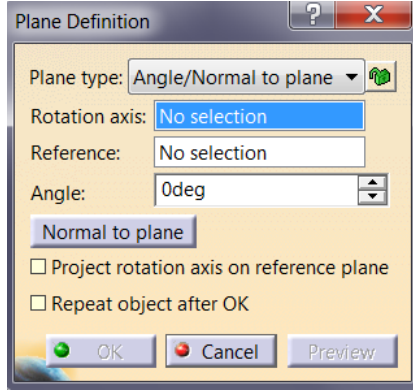 Plane Definition
?
X
Plane type: Angle/Normal to plane
Rotation axis: No selection
Reference: No selection
Angle: 0deg
Normal to plane
Project rotation axis on reference plane
Repeat object after OK
OK Cancel Preview